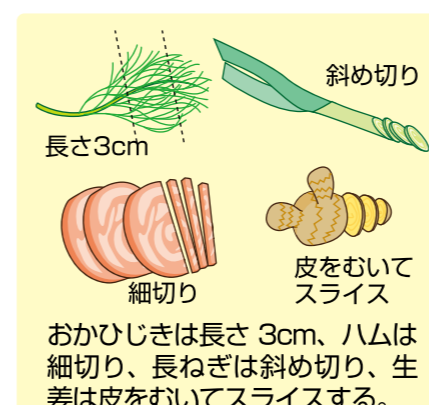 斜め切り
長さ3cm
細切り
皮をむいて
スライス
おかひじきは長さ 3cm、ハムは
細切り、長ねぎは斜め切り、生
姜は皮をむいてスライスする。